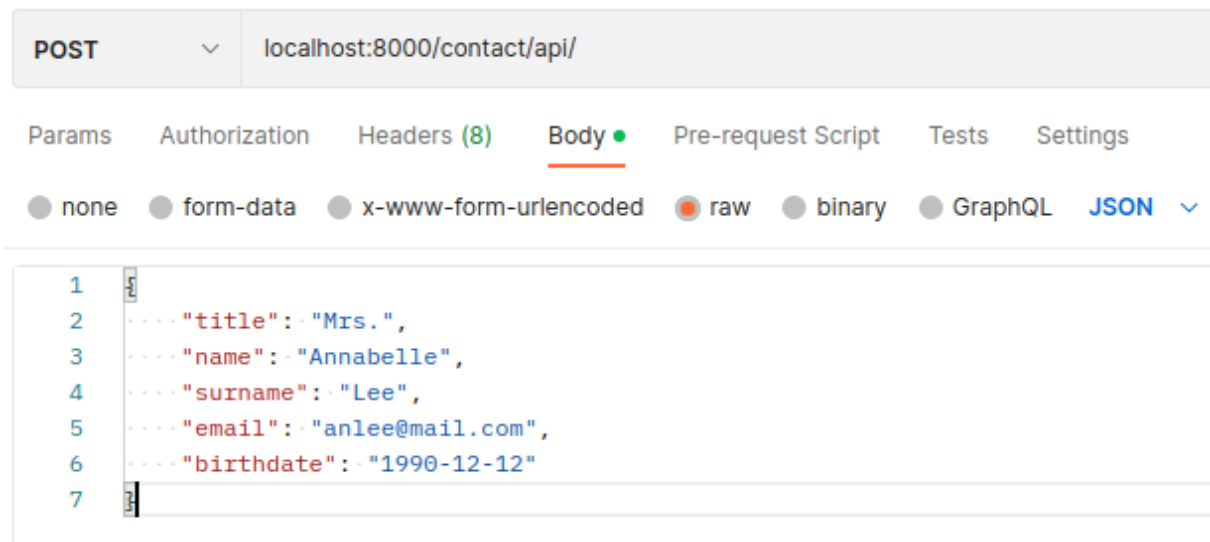 POST localhost:8000/contact/api/
Params Authorization Headers (8) Body Pre-request Script Tests Settings
none form-data x-www-form-urlencoded raw binary GraphQL JSON
1 {
2 "title": "Mrs.",
3 "name": "Annabelle",
4 "surname": "Lee",
5 "email": "anlee@mail.com",
6 "birthdate": "1990-12-12"
7 }